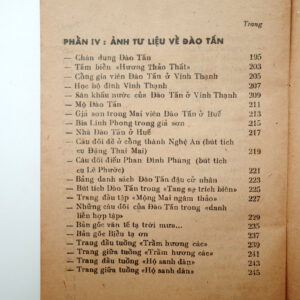 Trang
PHẦN IV : ẢNH TƯ LIỆU VỀ ĐÀO TẤN
— Chân dung Đào Tấn 195
— Tấm biển «Hương Thảo Thất» 203
— Cổng gia viên Đào Tấn ở Vĩnh Thạnh 205
— Học bộ đình Vinh Thạnh 207
— Sân khấu nước của Đào Tấn ở Vinh Thạnh 209
— Mộ Đào Tấn 211
— Giả sơn trong Mai viên Đào Tấn ở Huế 213
— Bia Linh Phong trong giả sơn 215
— Nhà Đào Tấn ở Huế 217
— Câu đối để ở công thành Nghệ An (bút tích
cụ Đặng Thai Mai) 219
— Câu đối điếu Phan Đình Phùng (bút tích
cụ Lê Phước) 221
— Bảng danh sách Đào Tấn đậu cử nhân 223
— Bút tích Đào Tấn trong «Tang sự trích biên» 225
— Trang đầu tập «Mộng Mai ngâm thảo» 227
— Những câu đối của Đào Tấn trong «danh
liễn hợp tập» 229
— Bản gốc văn tế tạ trời mưa... 235
— Bản gốc Biểu tạ ơn 237
— Trang đầu tuồng «Trầm hương các» 239
— Trang giữa tuồng «Trầm hương các» 241
— Trang đầu tuồng «Hộ sanh đàn» 243
— Trang giữa tuồng «Hộ sanh đàn» 245